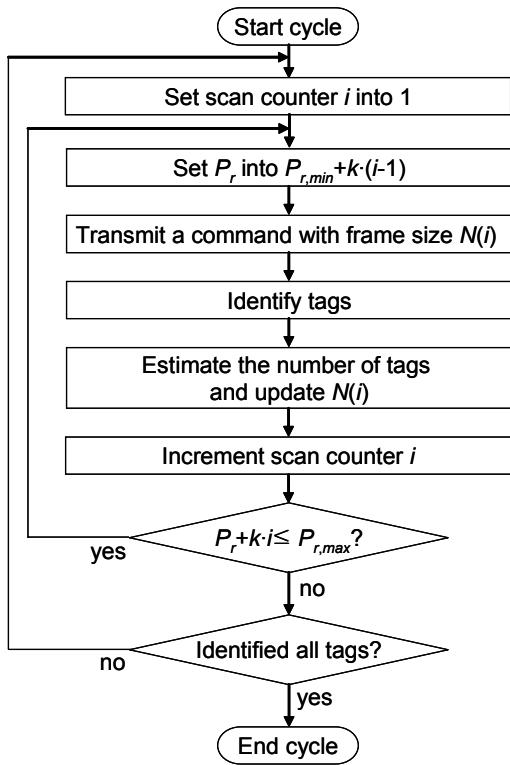 Start cycle
Set scan counter i into 1
Set Pr into Pr,min+k·(i-1)
Transmit a command with frame size N(i)
Identify tags
Estimate the number of tags
and update N(i)
Increment scan counter i
Pr+k·i≤ Pr,max?
yes
no
Identified all tags?
no
yes
End cycle